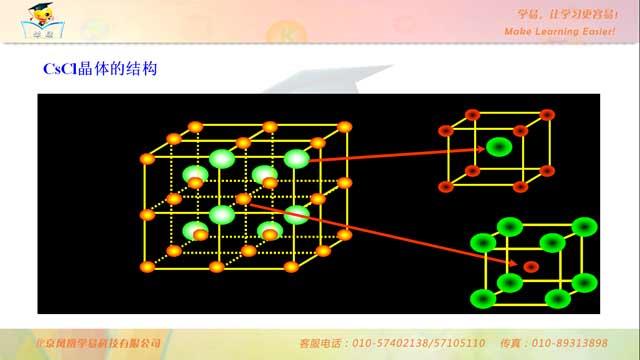 学易，让学习更容易！
Make Learning Easier!
CsCl晶体的结构
北京凤凰学易科技有限公司
客服电话：010-57402138/57105110
传真：010-89313898